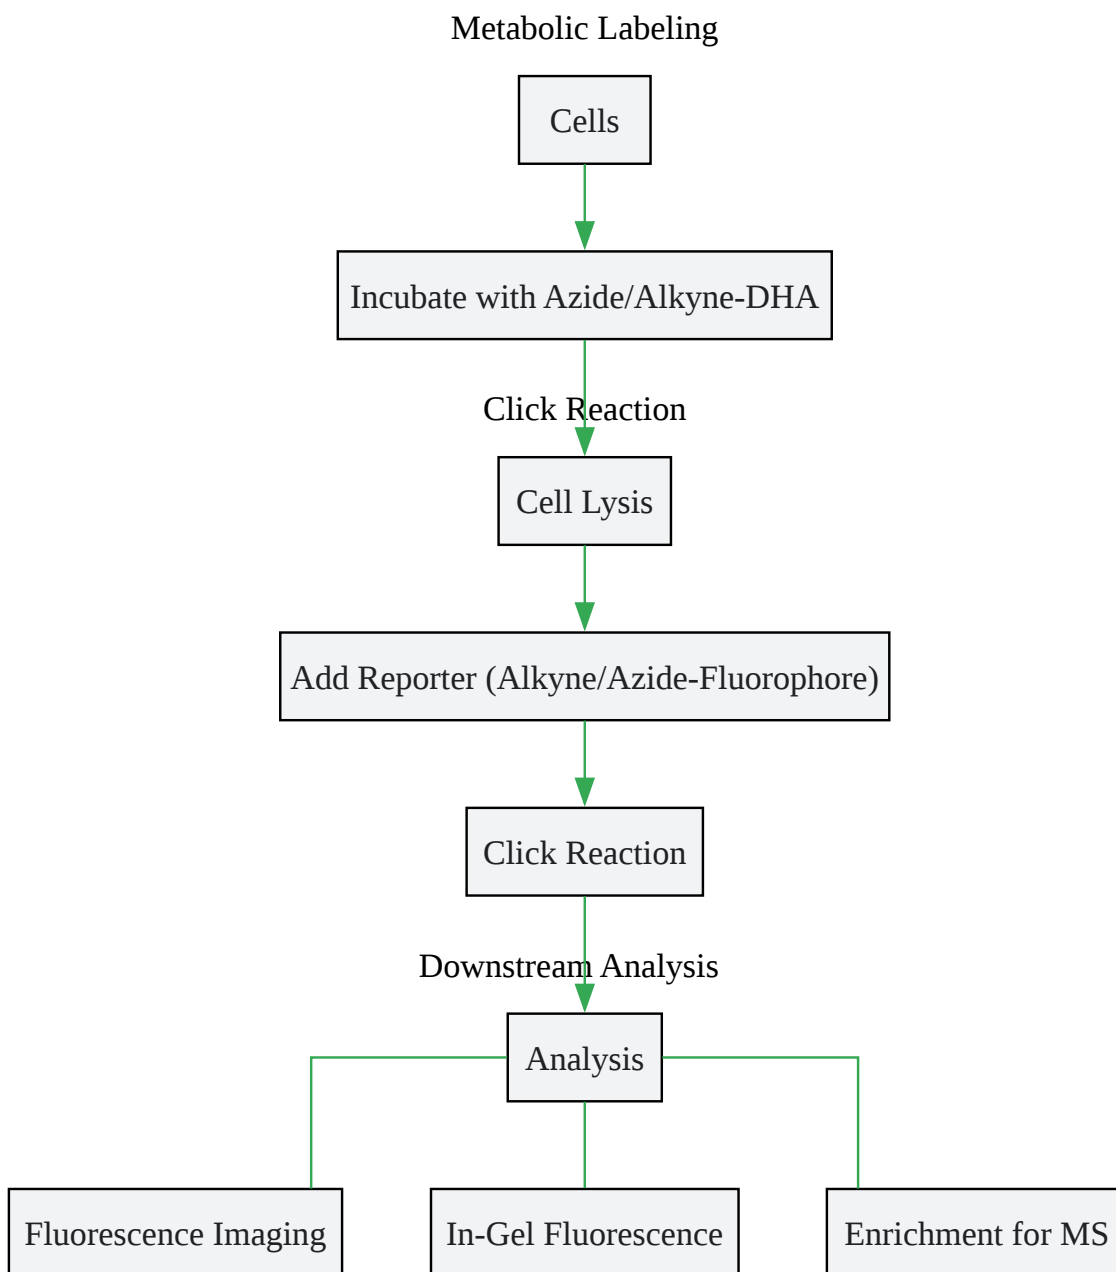 Metabolic Labeling
Cells
Incubate with Azide/Alkyne-DHA
Click Reaction
Cell Lysis
Add Reporter (Alkyne/Azide-Fluorophore)
Click Reaction
Downstream Analysis
Analysis
Fluorescence Imaging
In-Gel Fluorescence
Enrichment for MS